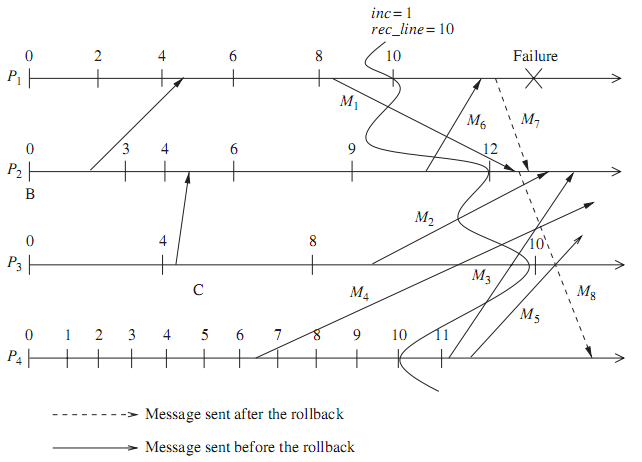 inc = 1
rec_line = 10
0 2 4 6 8 10 Failure
P1
M1 M6 M7
0 3 4 6 9 12
P2
B
M2
0 4 8 10
P3
C M4 M3 M8
M5
0 1 2 3 4 5 6 7 8 9 10 11
P4
Message sent after the rollback
Message sent before the rollback